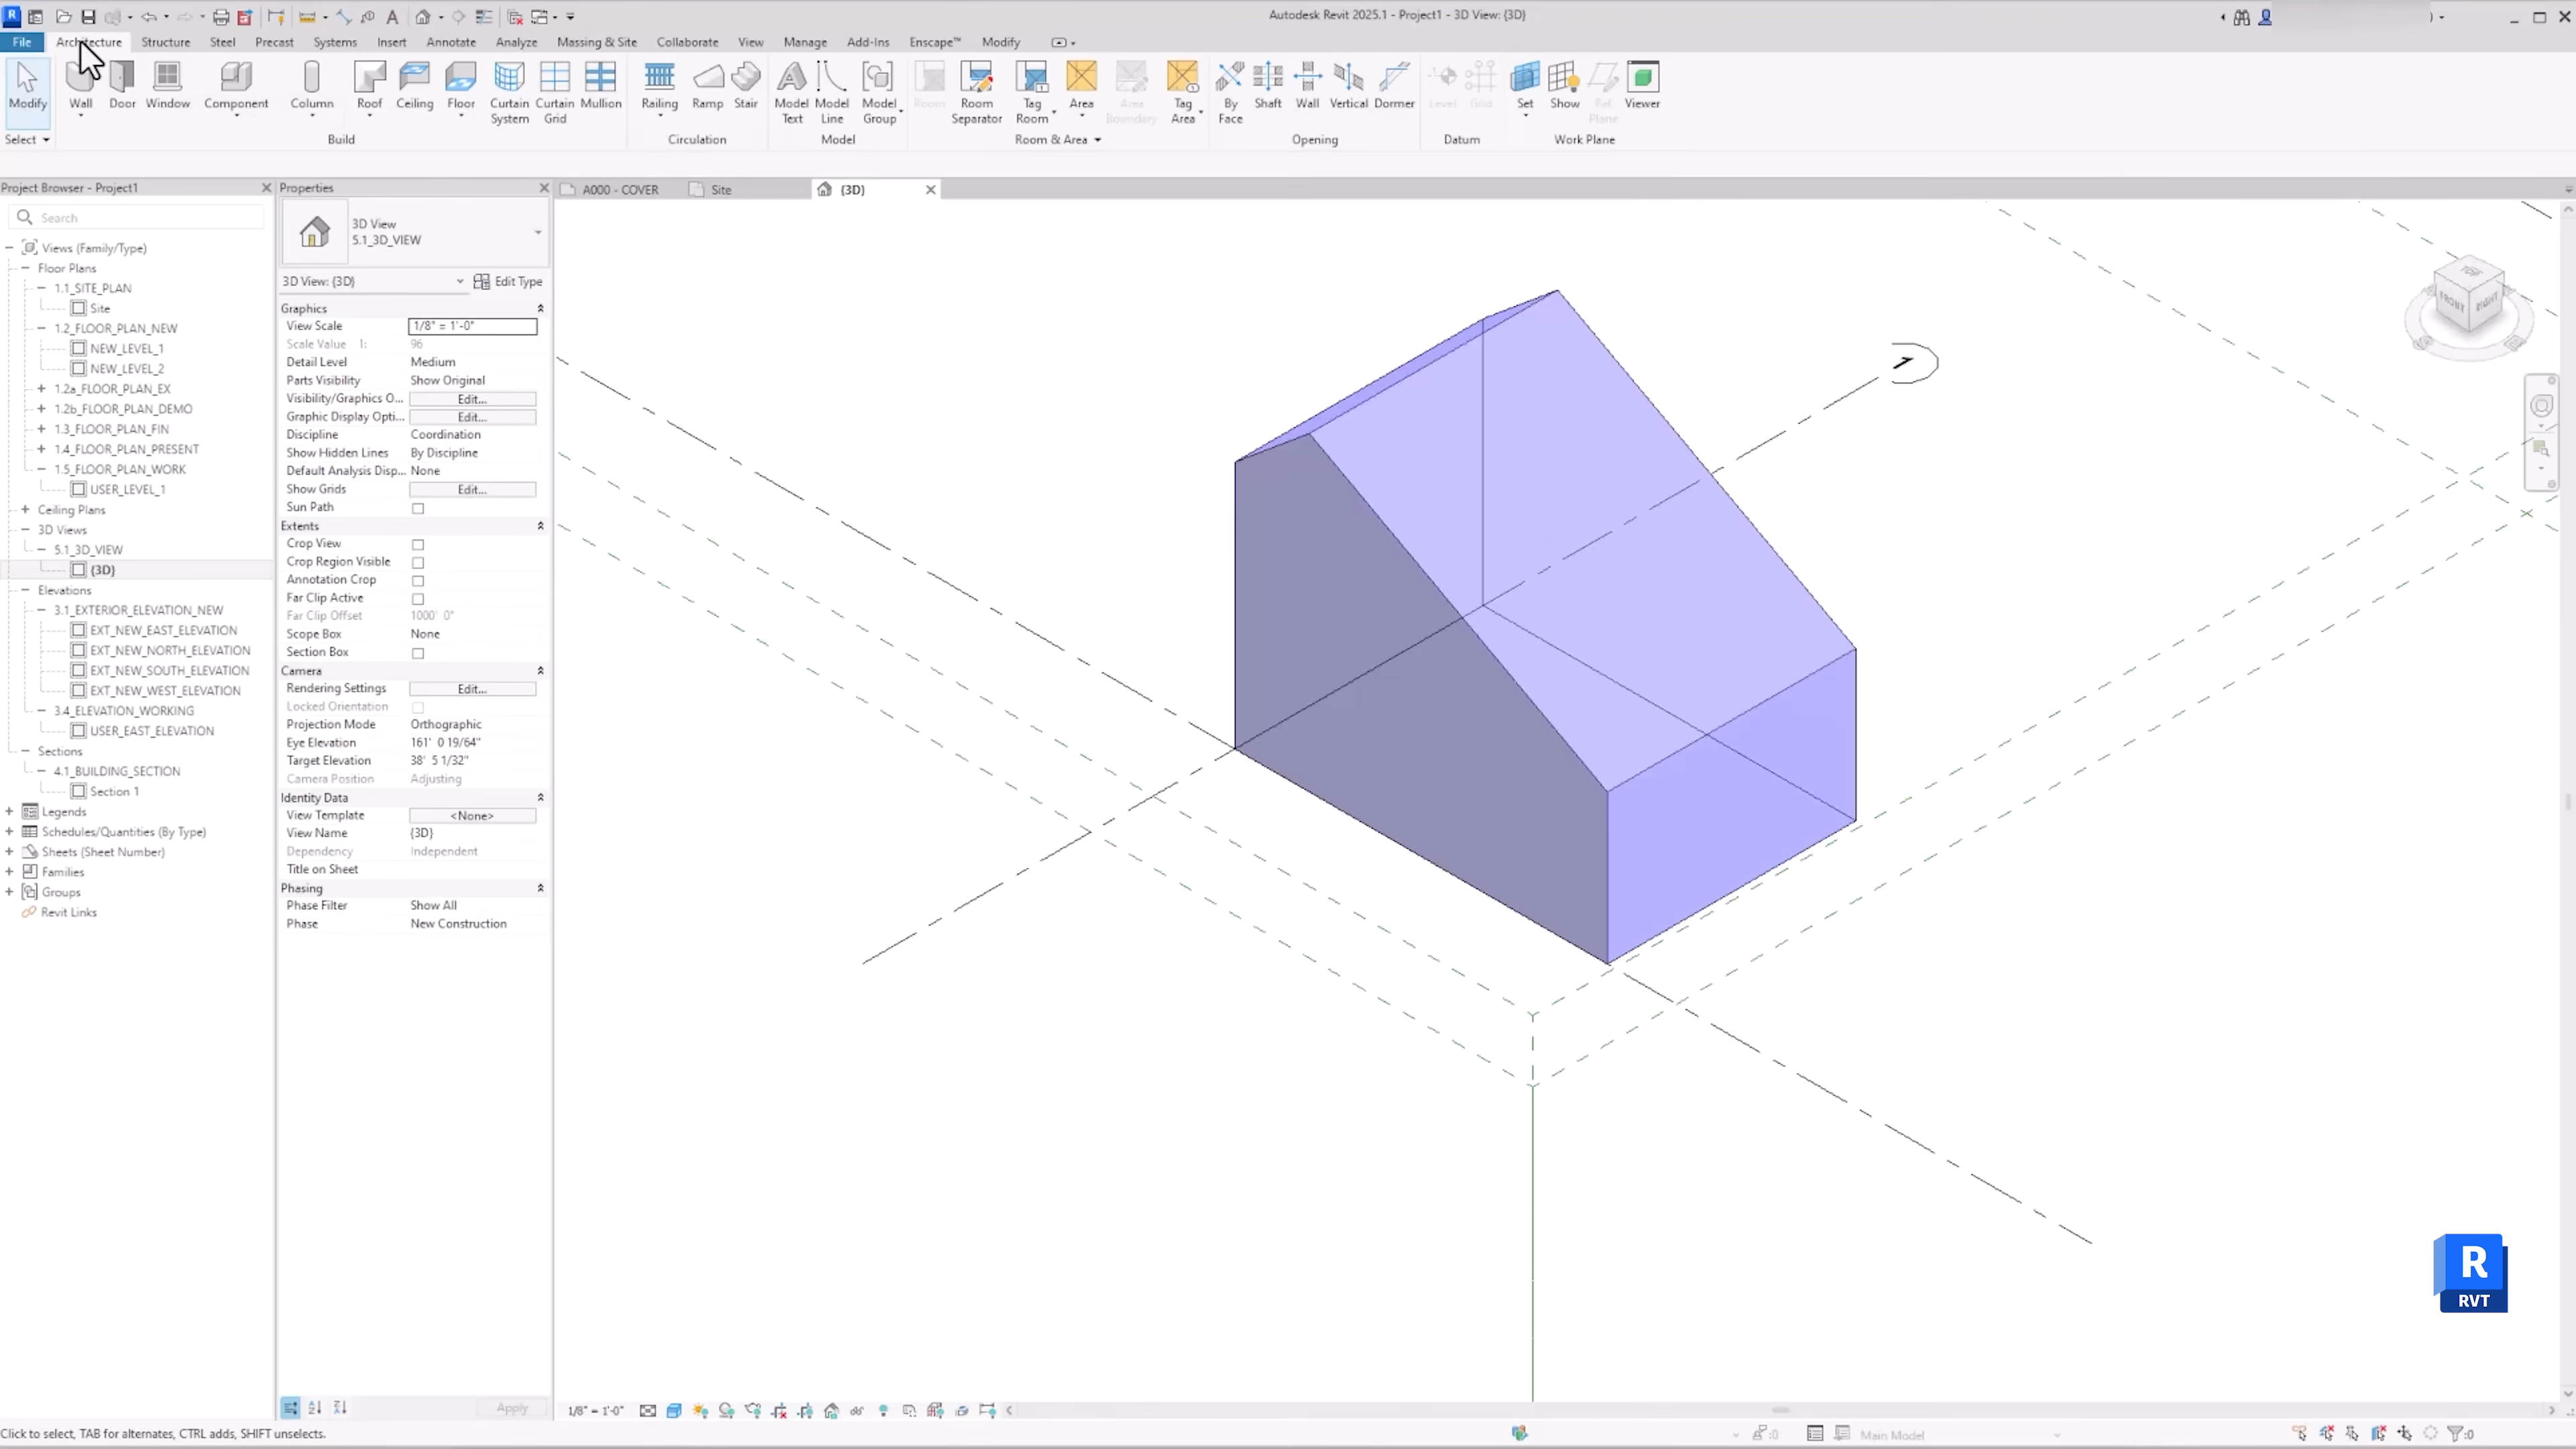 Autodesk Revit 2025.1 - Project1 - 3D View: {3D}
File Architecture Structure Steel Precast Systems Insert Annotate Analyze Massing & Site Collaborate View Manage Add-Ins Enscape™ Modify
Modify Wall Door Window Component Column Roof Ceiling Floor Curtain System Curtain Grid Mullion Railing Ramp Stair Model Text Model Line Model Group Room Room Separator Tag Room Area Area Boundary Tag Area By Face Shaft Wall Vertical Dormer Level Grid Set Show Ref Plane Viewer
Select Build Circulation Model Room & Area Opening Datum Work Plane
Project Browser - Project1
Search
Views (Family/Type)
Floor Plans
1.1_SITE_PLAN
Site
1.2_FLOOR_PLAN_NEW
NEW_LEVEL_1
NEW_LEVEL_2
1.2a_FLOOR_PLAN_EX
1.2b_FLOOR_PLAN_DEMO
1.3_FLOOR_PLAN_FIN
1.4_FLOOR_PLAN_PRESENT
1.5_FLOOR_PLAN_WORK
USER_LEVEL_1
Ceiling Plans
3D Views
5.1_3D_VIEW
{3D}
Elevations
3.1_EXTERIOR_ELEVATION_NEW
EXT_NEW_EAST_ELEVATION
EXT_NEW_NORTH_ELEVATION
EXT_NEW_SOUTH_ELEVATION
EXT_NEW_WEST_ELEVATION
3.4_ELEVATION_WORKING
USER_EAST_ELEVATION
Sections
4.1_BUILDING_SECTION
Section 1
Legends
Schedules/Quantities (By Type)
Sheets (Sheet Number)
Families
Groups
Revit Links
Properties
3D View
5.1_3D_VIEW
3D View: {3D} Edit Type
Graphics
View Scale 1/8" = 1'-0"
Scale Value 1: 96
Detail Level Medium
Parts Visibility Show Original
Visibility/Graphics O... Edit...
Graphic Display Opti... Edit...
Discipline Coordination
Show Hidden Lines By Discipline
Default Analysis Disp... None
Show Grids Edit...
Sun Path
Extents
Crop View
Crop Region Visible
Annotation Crop
Far Clip Active
Far Clip Offset 1000' 0"
Scope Box None
Section Box
Camera
Rendering Settings Edit...
Locked Orientation
Projection Mode Orthographic
Eye Elevation 161' 0 19/64"
Target Elevation 38' 5 1/32"
Camera Position Adjusting
Identity Data
View Template <None>
View Name {3D}
Dependency Independent
Title on Sheet
Phasing
Phase Filter Show All
Phase New Construction
Apply
A000 - COVER Site {3D}
1
TOP
FRONT RIGHT
R
RVT
1/8" = 1'-0"
Click to select, TAB for alternates, CTRL adds, SHIFT unselects.
:0 Main Model :0